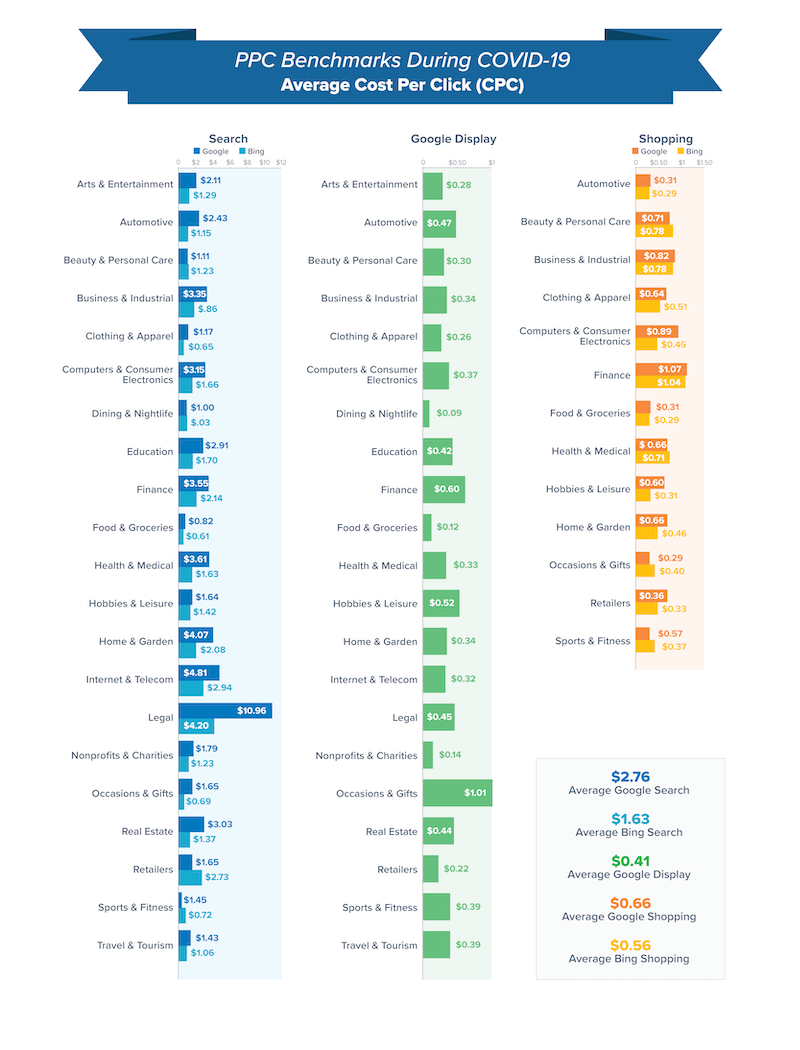 PPC Benchmarks During COVID-19
Average Cost Per Click (CPC)
Search
Google Bing
0 $2 $4 $6 $8 $10 $12
Arts & Entertainment $2.11
$1.29
Automotive $2.43
$1.15
Beauty & Personal Care $1.11
$1.23
Business & Industrial $3.35
$.86
Clothing & Apparel $1.17
$0.65
Computers & Consumer
Electronics $3.15
$1.66
Dining & Nightlife $1.00
$.03
Education $2.91
$1.70
Finance $3.55
$2.14
Food & Groceries $0.82
$0.61
Health & Medical $3.61
$1.63
Hobbies & Leisure $1.64
$1.42
Home & Garden $4.07
$2.08
Internet & Telecom $4.81
$2.94
Legal $10.96
$4.20
Nonprofits & Charities $1.79
$1.23
Occasions & Gifts $1.65
$0.69
Real Estate $3.03
$1.37
Retailers $1.65
$2.73
Sports & Fitness $1.45
$0.72
Travel & Tourism $1.43
$1.06
Google Display
0 $0.50 $1
Arts & Entertainment $0.28
Automotive $0.47
Beauty & Personal Care $0.30
Business & Industrial $0.34
Clothing & Apparel $0.26
Computers & Consumer
Electronics $0.37
Dining & Nightlife $0.09
Education $0.42
Finance $0.60
Food & Groceries $0.12
Health & Medical $0.33
Hobbies & Leisure $0.52
Home & Garden $0.34
Internet & Telecom $0.32
Legal $0.45
Nonprofits & Charities $0.14
Occasions & Gifts $1.01
Real Estate $0.44
Retailers $0.22
Sports & Fitness $0.39
Travel & Tourism $0.39
Shopping
Google Bing
0 $0.50 $1 $1.50
Automotive $0.31
$0.29
Beauty & Personal Care $0.71
$0.78
Business & Industrial $0.82
$0.78
Clothing & Apparel $0.64
$0.51
Computers & Consumer
Electronics $0.89
$0.45
Finance $1.07
$1.04
Food & Groceries $0.31
$0.29
Health & Medical $ 0.66
$0.71
Hobbies & Leisure $0.60
$0.31
Home & Garden $0.66
$0.46
Occasions & Gifts $0.29
$0.40
Retailers $0.36
$0.33
Sports & Fitness $0.57
$0.37
$2.76
Average Google Search
$1.63
Average Bing Search
$0.41
Average Google Display
$0.66
Average Google Shopping
$0.56
Average Bing Shopping